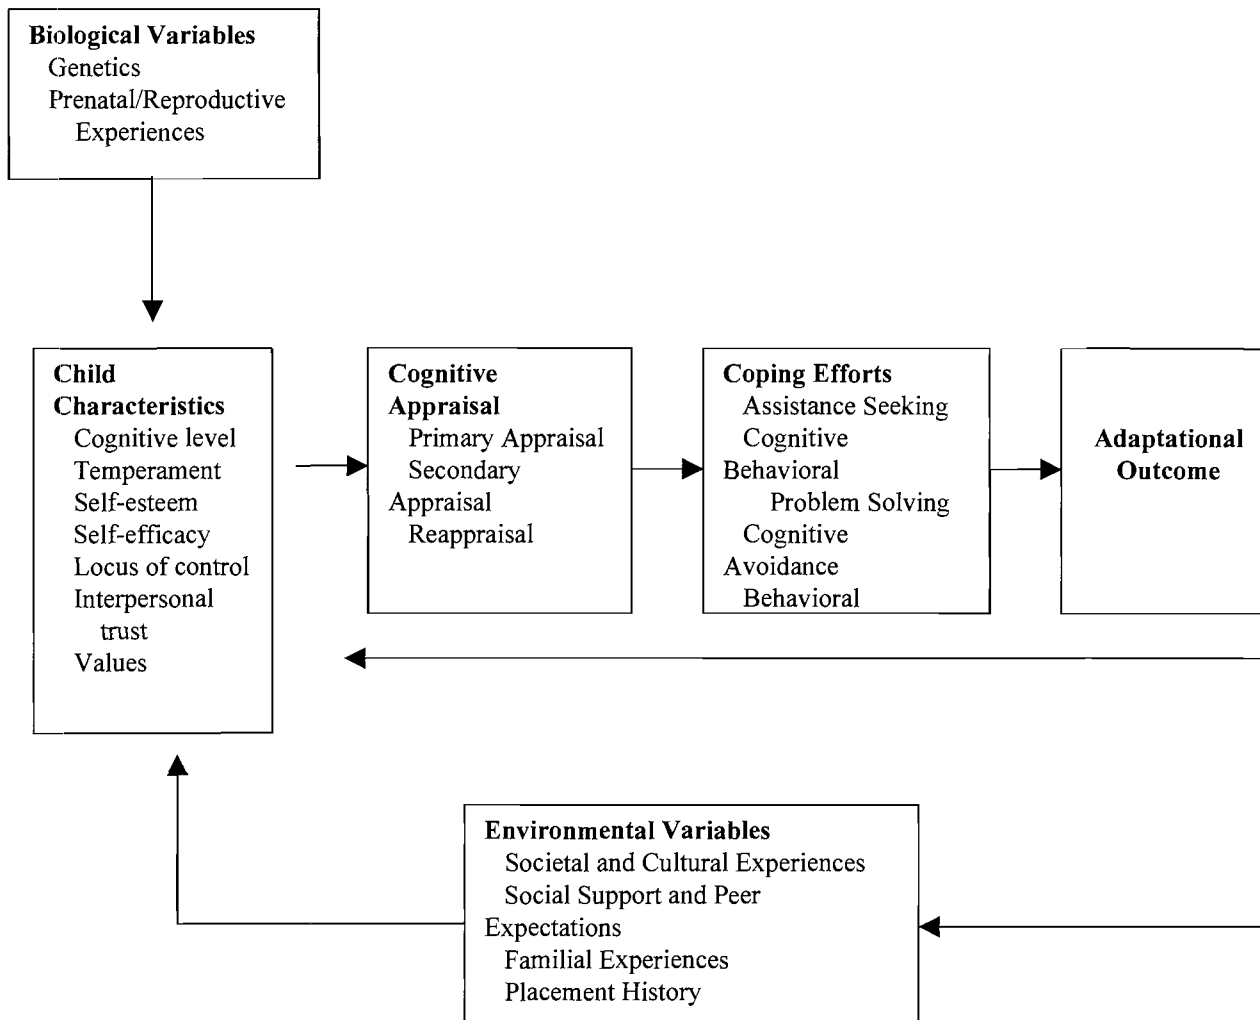 Biological Variables
Genetics
Prenatal/Reproductive
Experiences
Child
Characteristics
Cognitive level
Temperament
Self-esteem
Self-efficacy
Locus of control
Interpersonal
trust
Values
Cognitive
Appraisal
Primary Appraisal
Secondary
Appraisal
Reappraisal
Coping Efforts
Assistance Seeking
Cognitive
Behavioral
Problem Solving
Cognitive
Avoidance
Behavioral
Adaptational
Outcome
Environmental Variables
Societal and Cultural Experiences
Social Support and Peer
Expectations
Familial Experiences
Placement History